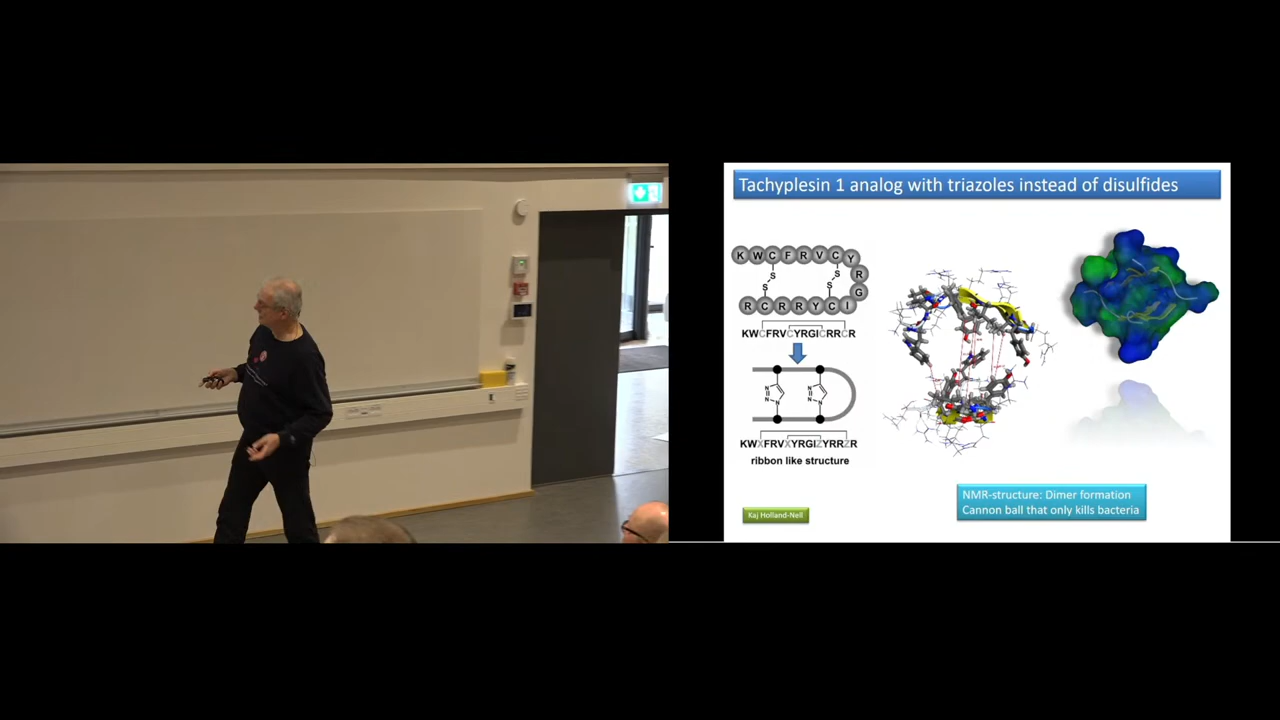 Tachyplesin 1 analog with triazoles instead of disulfides
K W C F R V C Y
R
S S
S S
G
R C R R Y C I
KWCFRVCYRGICRRCR
N N
N N
N N
KWXFRVXYRGIZYRRZR
ribbon like structure
NMR-structure: Dimer formation
Cannon ball that only kills bacteria
Kaj Holland-Nell